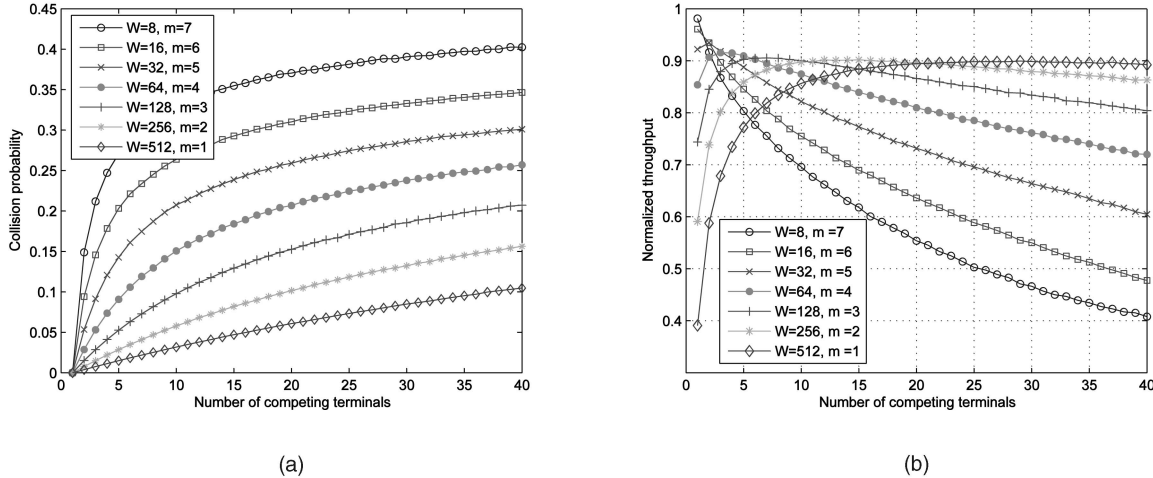 0.45
0.4
0.35
0.3
0.25
0.2
0.15
0.1
0.05
0
Collision probability
W=8, m=7
W=16, m=6
W=32, m=5
W=64, m=4
W=128, m=3
W=256, m=2
W=512, m=1
0 5 10 15 20 25 30 35 40
Number of competing terminals
(a)
1
0.9
0.8
0.7
0.6
0.5
0.4
Normalized throughput
W=8, m =7
W=16, m =6
W=32, m =5
W=64, m =4
W=128, m =3
W=256, m =2
W=512, m =1
0 5 10 15 20 25 30 35 40
Number of competing terminals
(b)